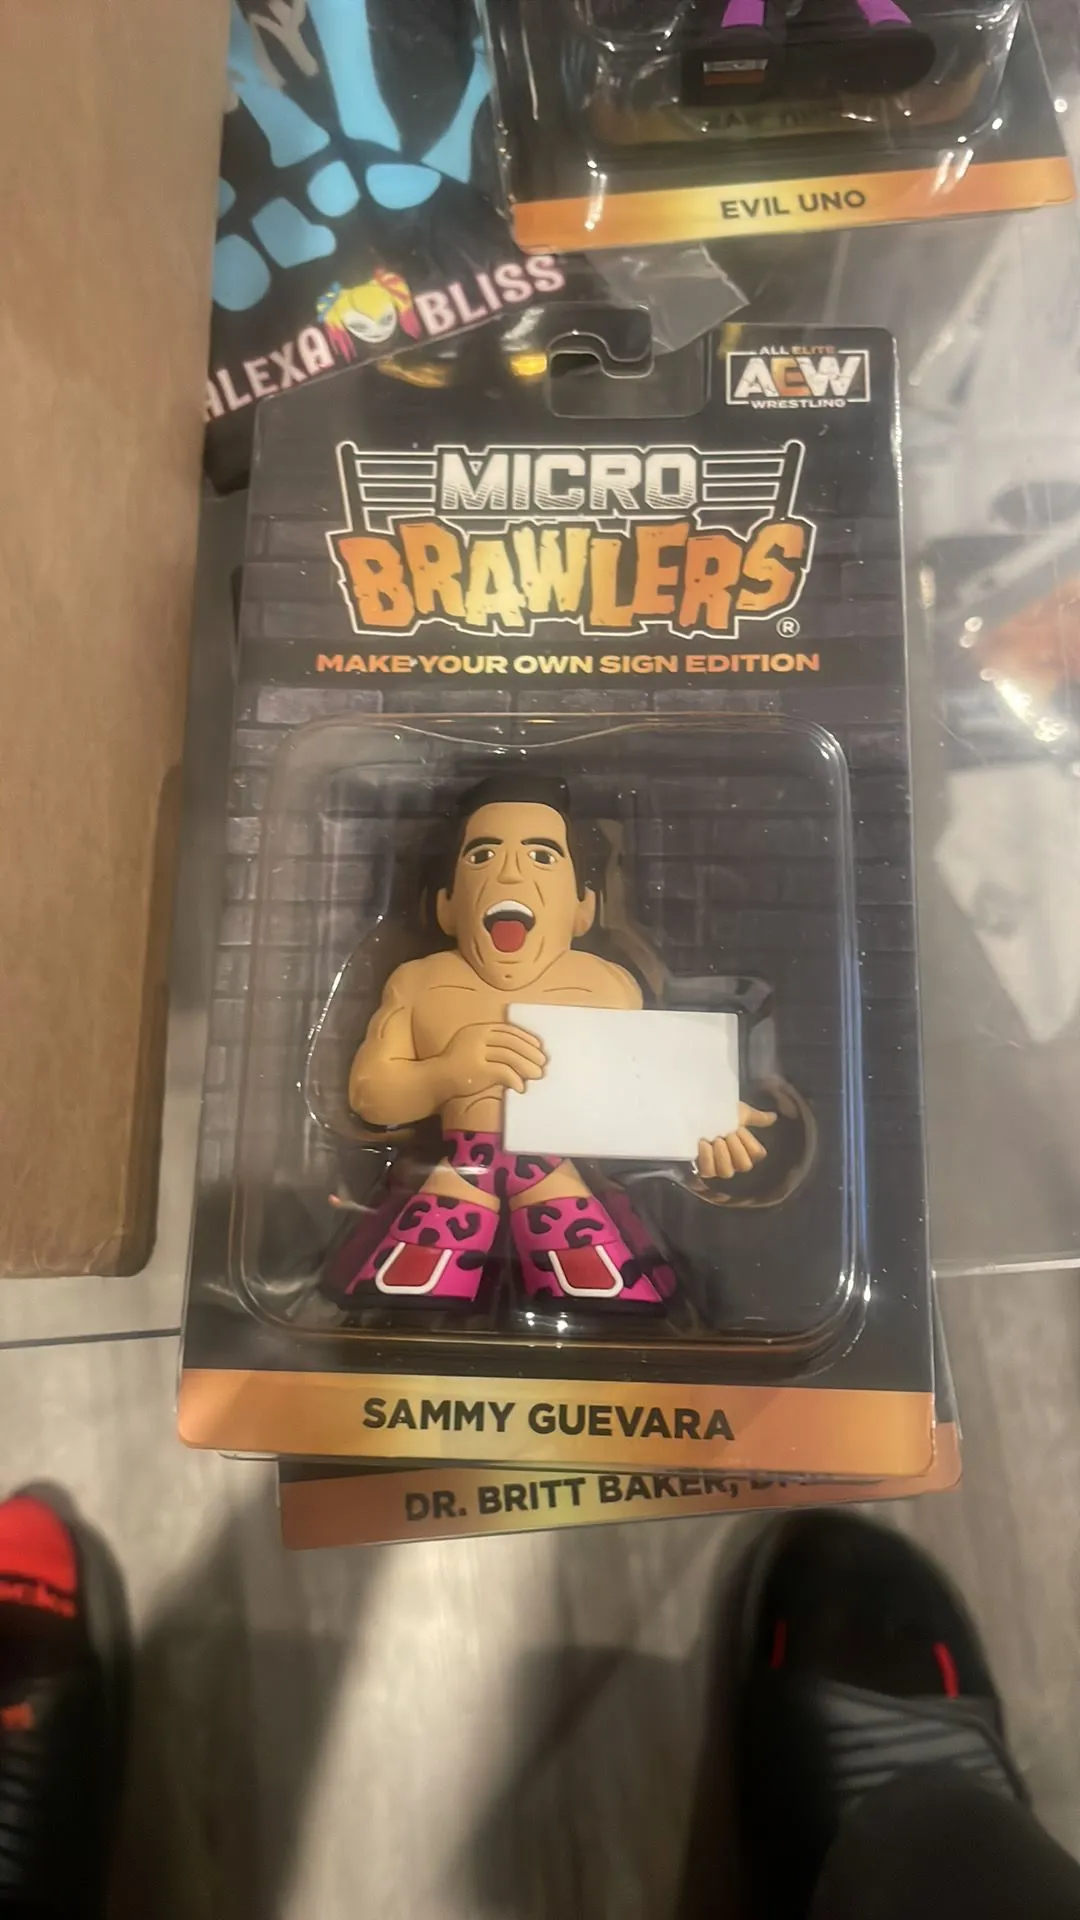 EVIL UNO
ALEXA BLISS
ALL ELITE
AEW
WRESTLING
MICRO
BRAWLERS
®
MAKE YOUR OWN SIGN EDITION
SAMMY GUEVARA
DR. BRITT BAKER,